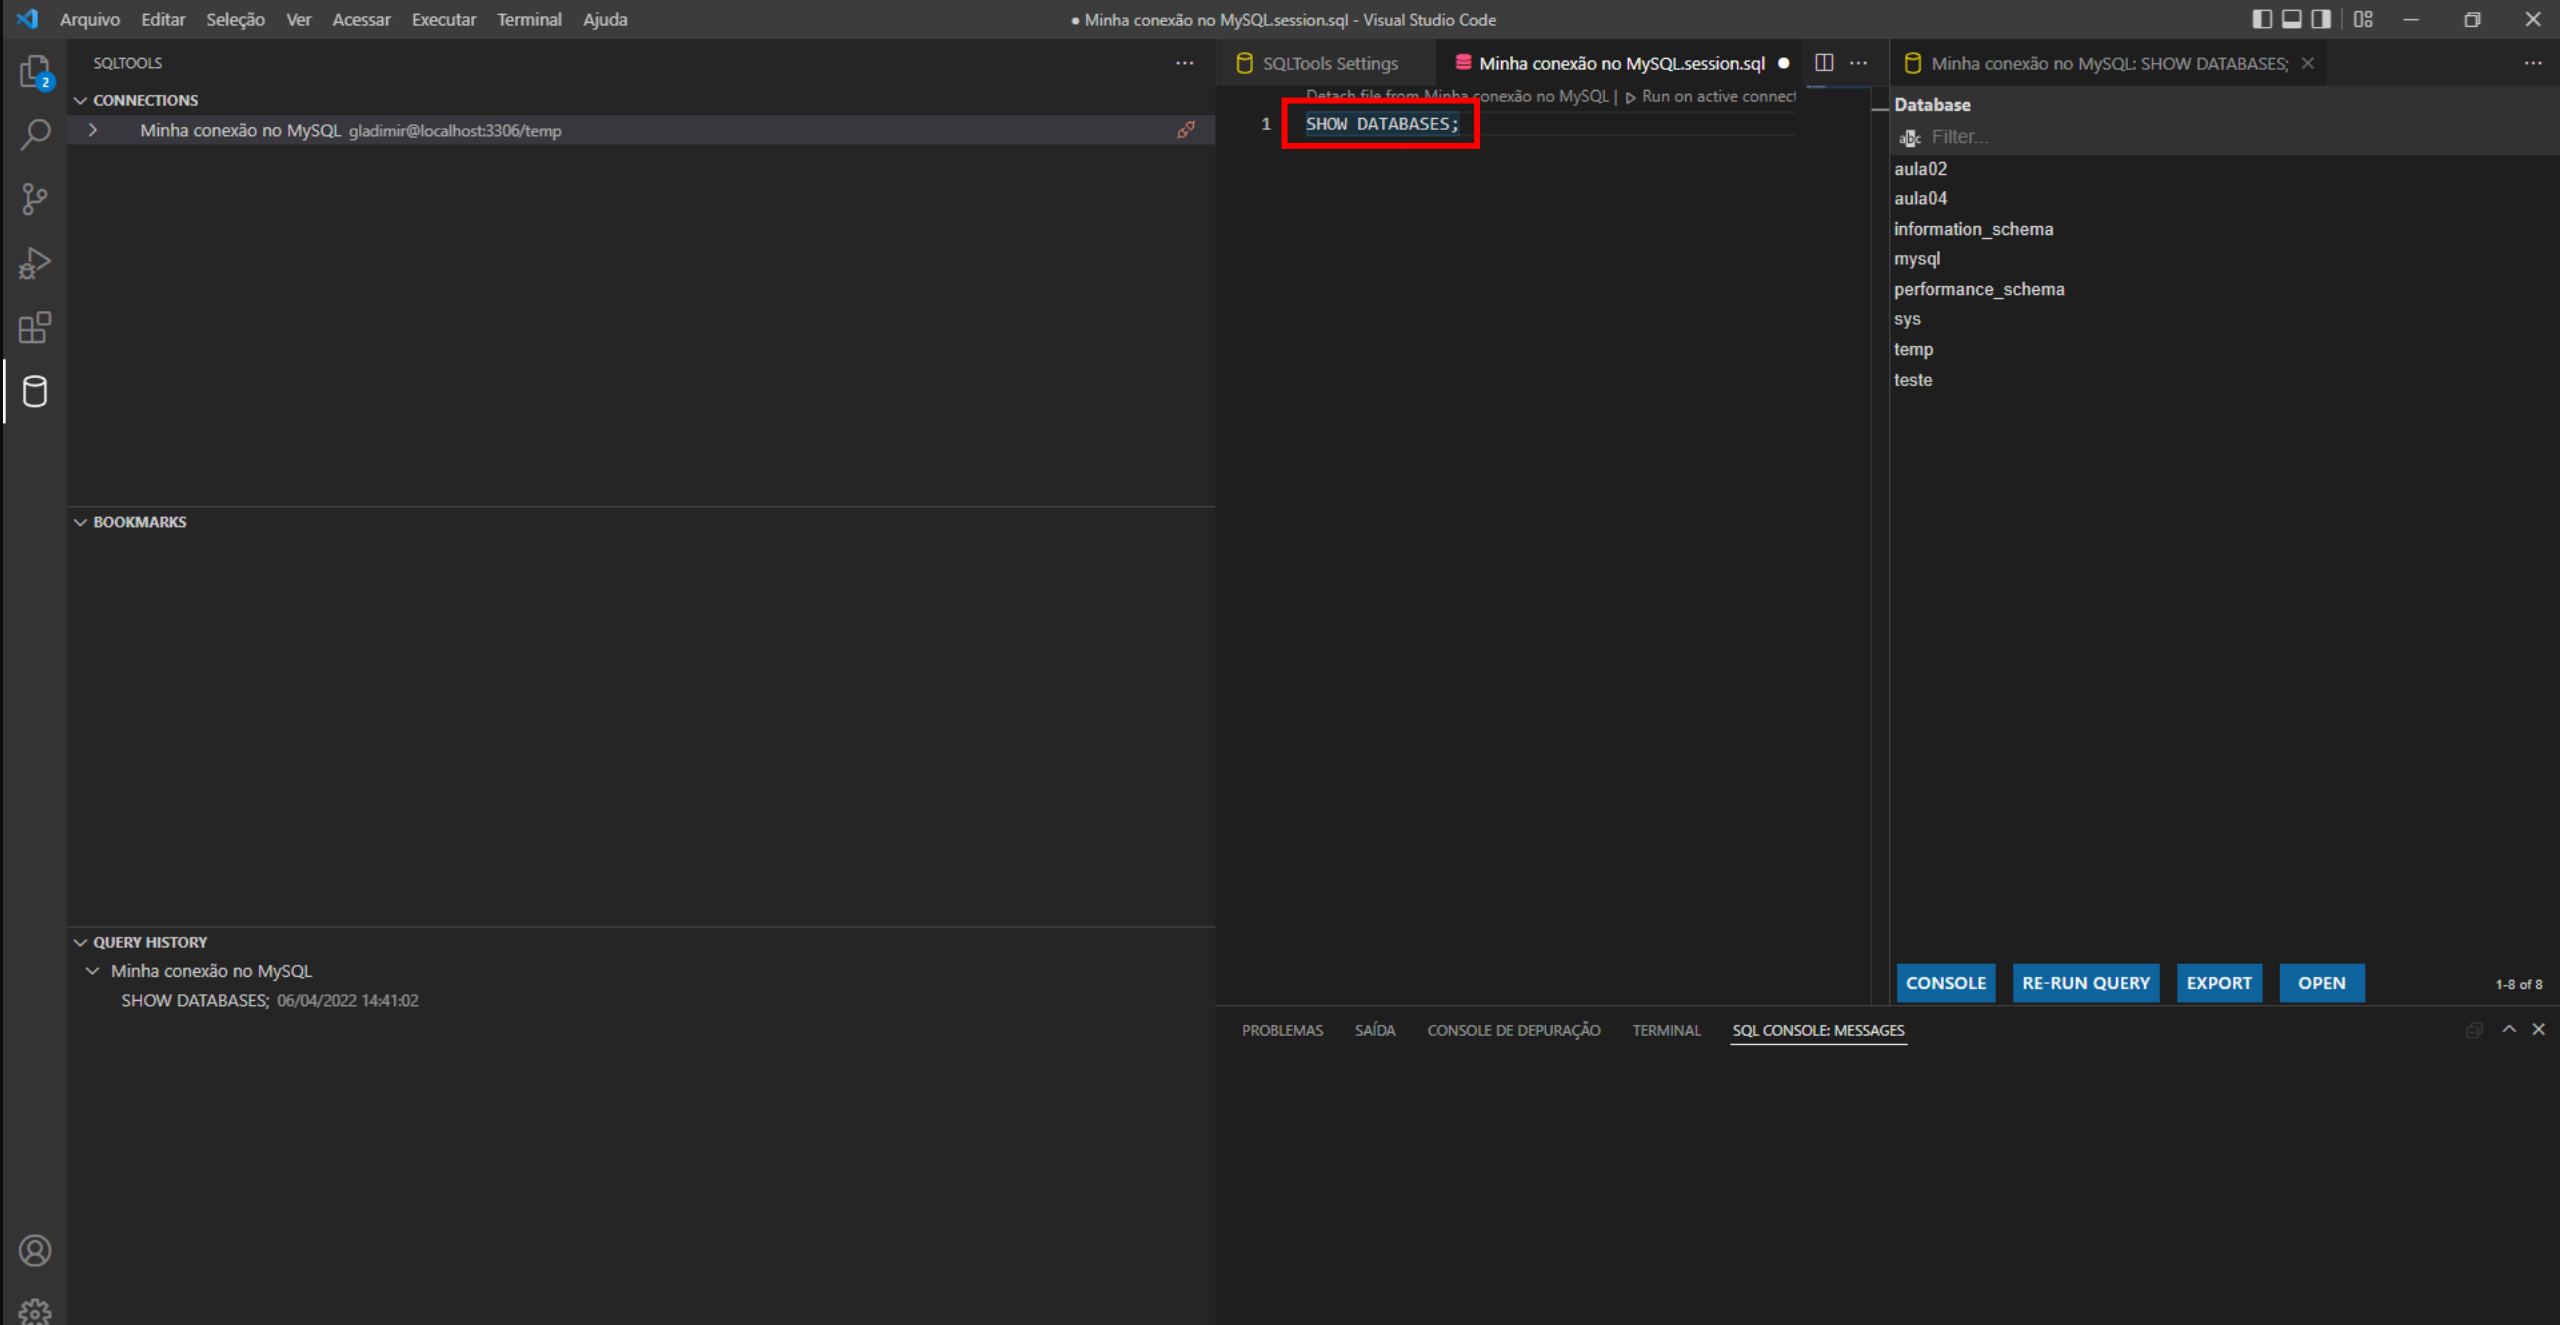 Arquivo Editar Seleção Ver Acessar Executar Terminal Ajuda
● Minha conexão no MySQL.session.sql - Visual Studio Code
2
SQLTOOLS
CONNECTIONS
Minha conexão no MySQL gladimir@localhost:3306/temp
BOOKMARKS
QUERY HISTORY
Minha conexão no MySQL
SHOW DATABASES; 06/04/2022 14:41:02
SQLTools Settings
Minha conexão no MySQL.session.sql
Detach file from Minha conexão no MySQL | Run on active connect
1 SHOW DATABASES;
Minha conexão no MySQL: SHOW DATABASES;
Database
abc Filter...
aula02
aula04
information_schema
mysql
performance_schema
sys
temp
teste
CONSOLE RE-RUN QUERY EXPORT OPEN 1-8 of 8
PROBLEMAS SAÍDA CONSOLE DE DEPURAÇÃO TERMINAL SQL CONSOLE: MESSAGES